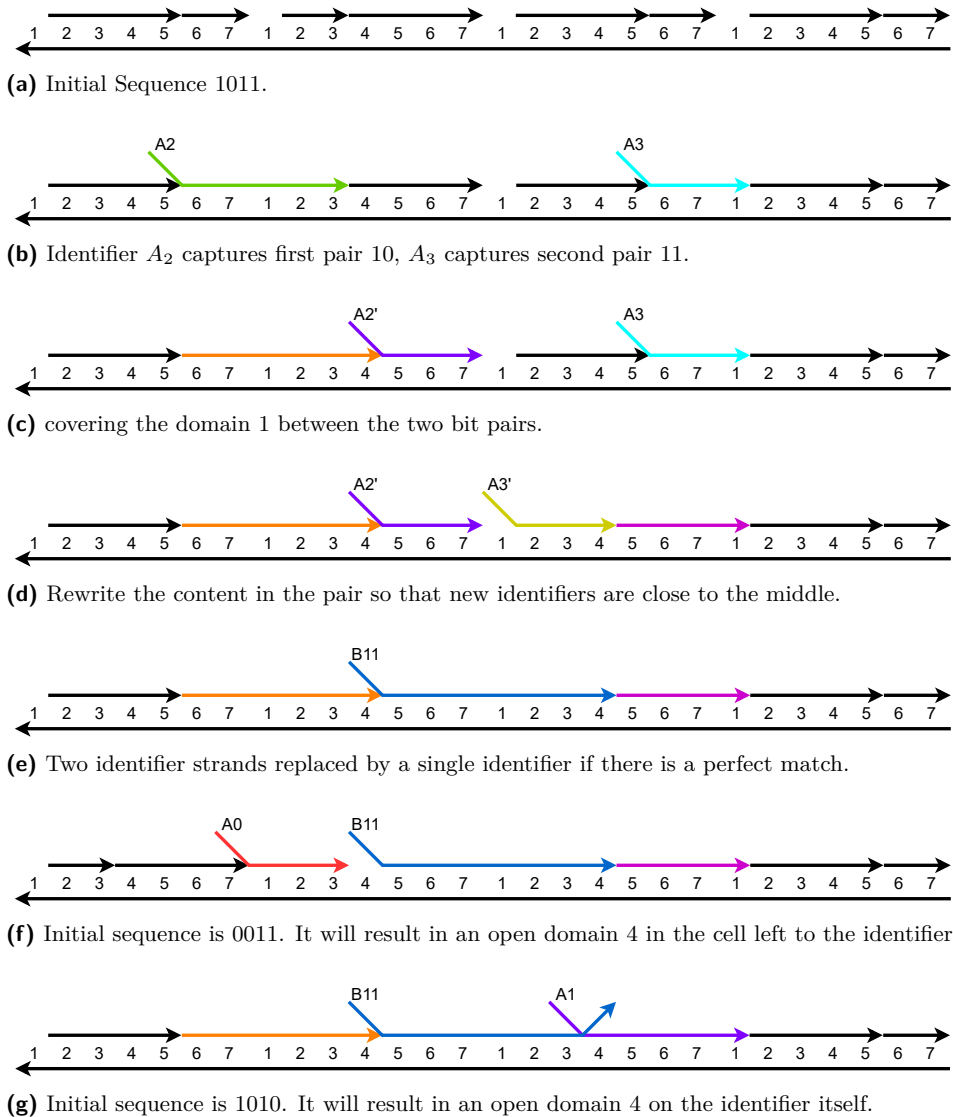 1 2 3 4 5 6 7 1 2 3 4 5 6 7 1 2 3 4 5 6 7 1 2 3 4 5 6 7
(a) Initial Sequence 1011.
A2 A3
1 2 3 4 5 6 7 1 2 3 4 5 6 7 1 2 3 4 5 6 7 1 2 3 4 5 6 7
(b) Identifier A2 captures first pair 10, A3 captures second pair 11.
A2' A3
1 2 3 4 5 6 7 1 2 3 4 5 6 7 1 2 3 4 5 6 7 1 2 3 4 5 6 7
(c) covering the domain 1 between the two bit pairs.
A2' A3'
1 2 3 4 5 6 7 1 2 3 4 5 6 7 1 2 3 4 5 6 7 1 2 3 4 5 6 7
(d) Rewrite the content in the pair so that new identifiers are close to the middle.
B11
1 2 3 4 5 6 7 1 2 3 4 5 6 7 1 2 3 4 5 6 7 1 2 3 4 5 6 7
(e) Two identifier strands replaced by a single identifier if there is a perfect match.
A0 B11
1 2 3 4 5 6 7 1 2 3 4 5 6 7 1 2 3 4 5 6 7 1 2 3 4 5 6 7
(f) Initial sequence is 0011. It will result in an open domain 4 in the cell left to the identifier
B11 A1
1 2 3 4 5 6 7 1 2 3 4 5 6 7 1 2 3 4 5 6 7 1 2 3 4 5 6 7
(g) Initial sequence is 1010. It will result in an open domain 4 on the identifier itself.